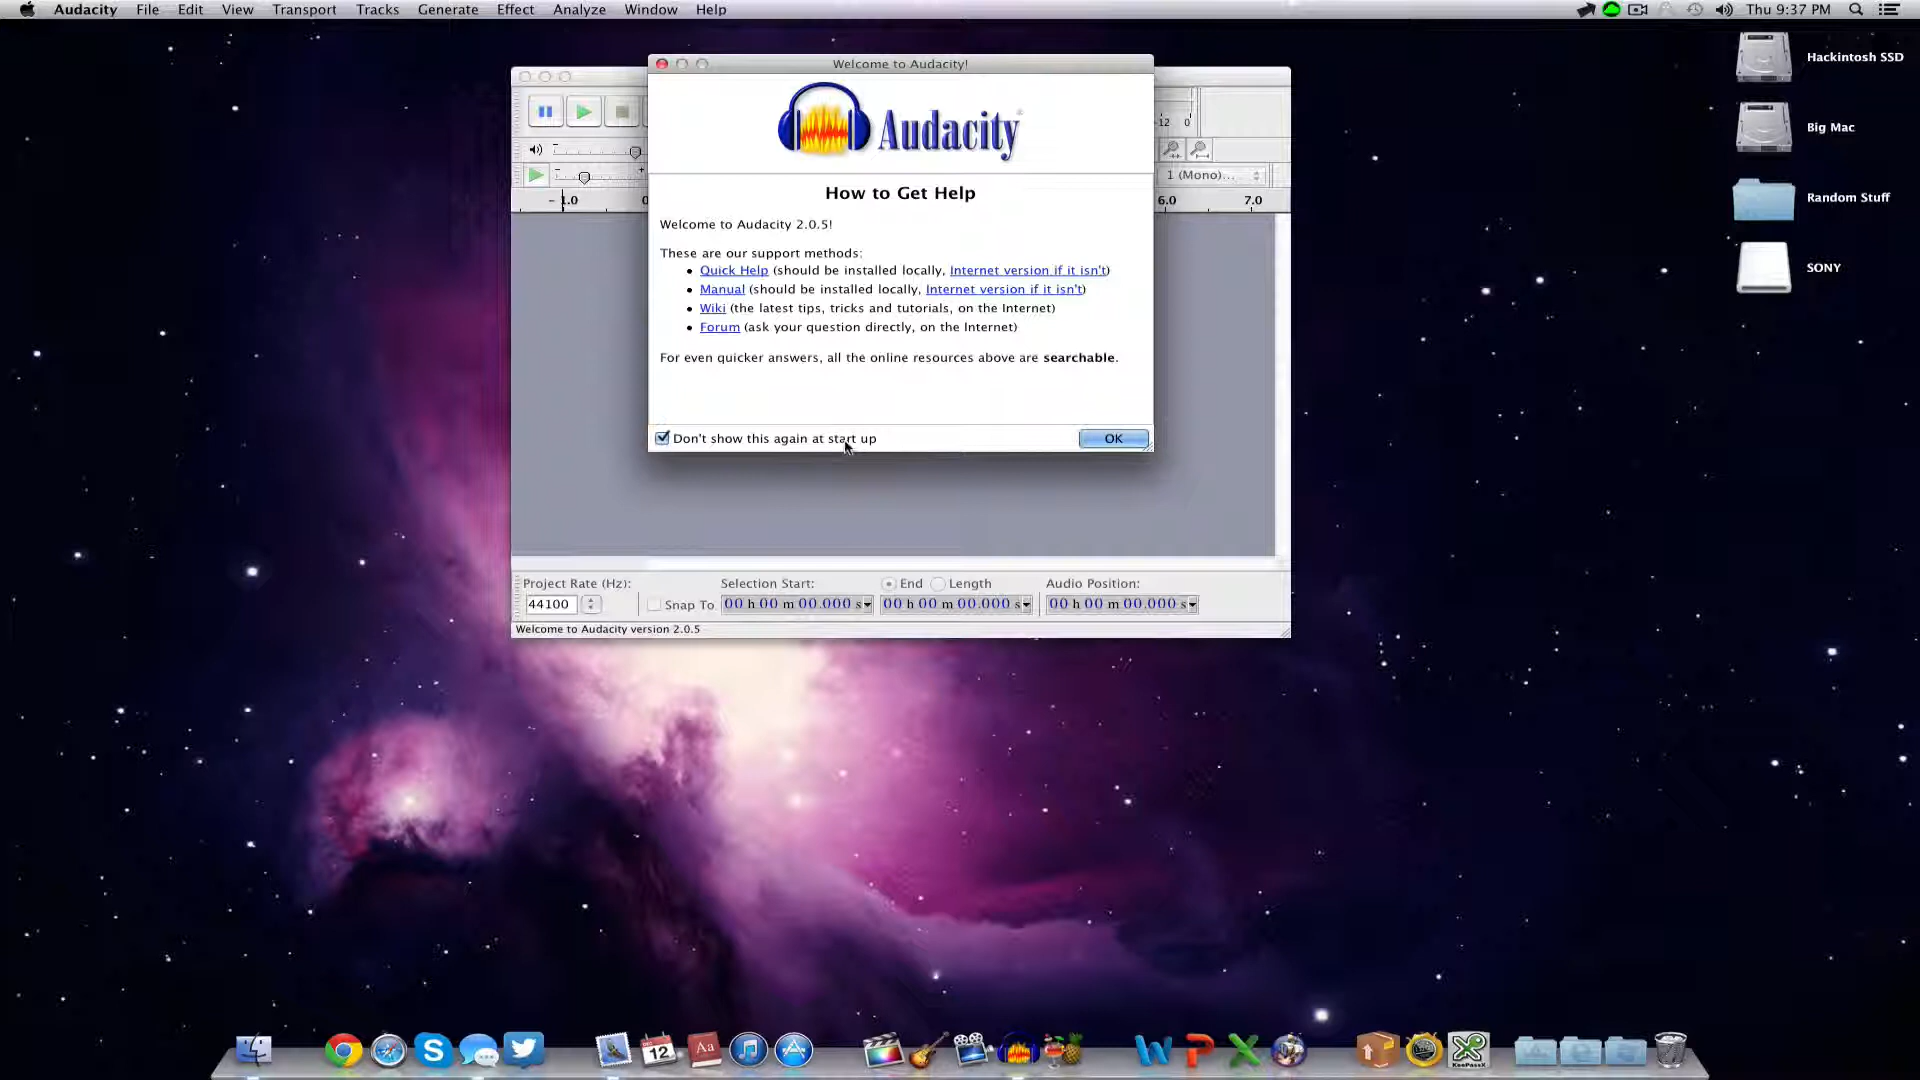 Audacity File Edit View Transport Tracks Generate Effect Analyze Window Help
Thu 9:37 PM
Welcome to Audacity!
Audacity
How to Get Help
Welcome to Audacity 2.0.5!
These are our support methods:
• Quick Help (should be installed locally, Internet version if it isn't)
• Manual (should be installed locally, Internet version if it isn't)
• Wiki (the latest tips, tricks and tutorials, on the Internet)
• Forum (ask your question directly, on the Internet)
For even quicker answers, all the online resources above are searchable.
Don't show this again at start up
OK
-12 0
1 (Mono)...
- 1.0 0 6.0 7.0
Project Rate (Hz): Selection Start: End Length Audio Position:
44100 Snap To 00 h 00 m 00.000 s 00 h 00 m 00.000 s 00 h 00 m 00.000 s
Welcome to Audacity version 2.0.5
Hackintosh SSD
Big Mac
Random Stuff
SONY
12
Aa
KeePassX